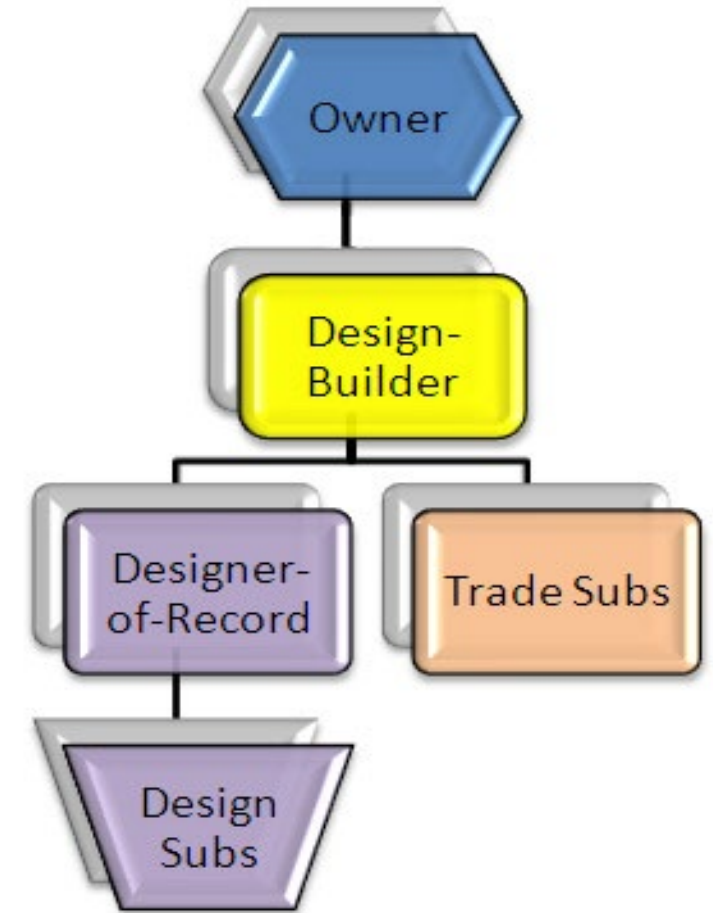 Owner
Design-
Builder
Designer-
of-Record
Trade Subs
Design
Subs